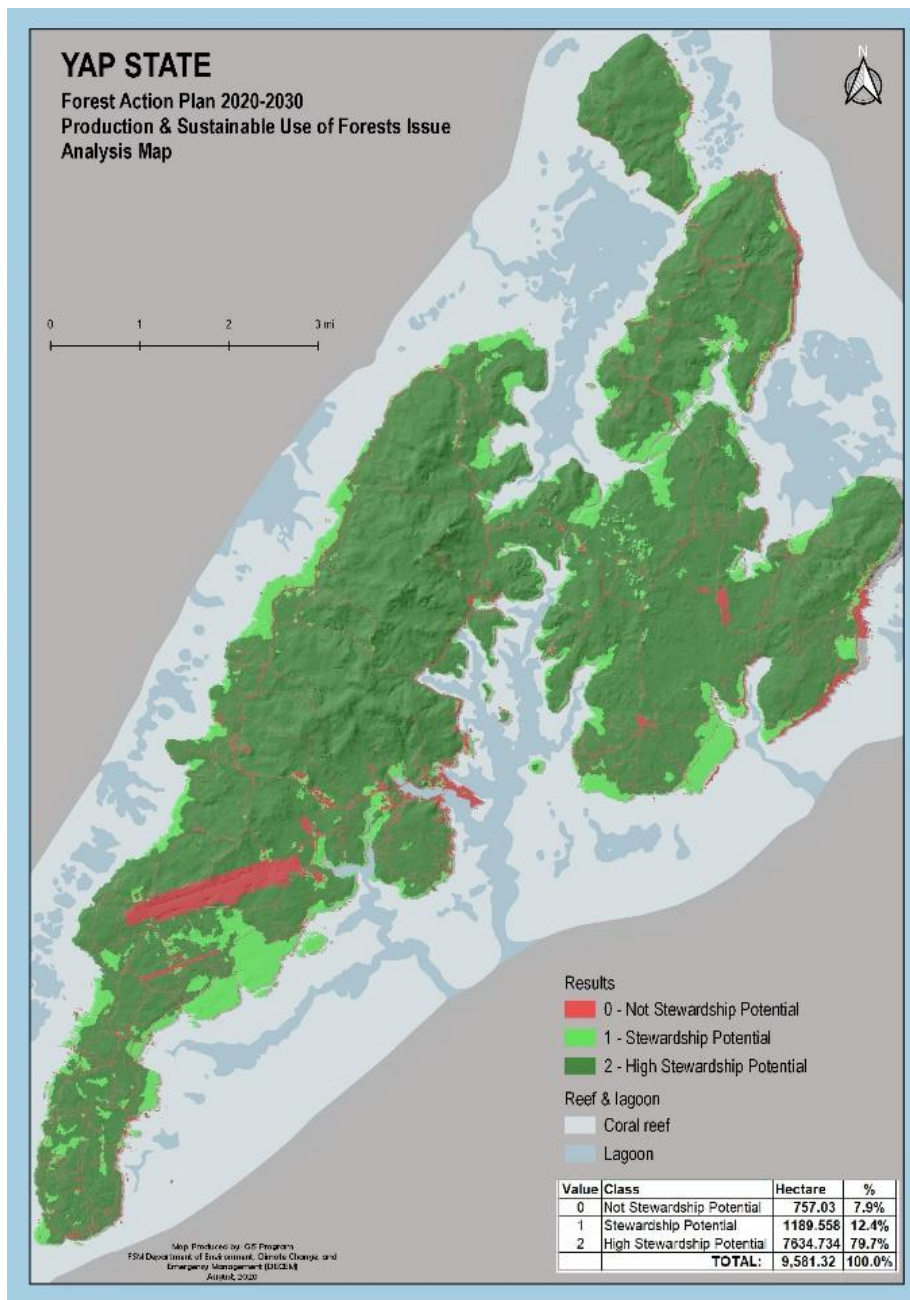 YAP STATE
Forest Action Plan 2020-2030
Production & Sustainable Use of Forests Issue
Analysis Map
N
0 1 2 3 mi
Results
0 - Not Stewardship Potential
1 - Stewardship Potential
2 - High Stewardship Potential
Reef & lagoon
Coral reef
Lagoon
Value Class Hectare %
0 Not Stewardship Potential 757.03 7.9%
1 Stewardship Potential 1189.558 12.4%
2 High Stewardship Potential 7634.734 79.7%
TOTAL: 9,581.32 100.0%
Map Produced by: GIS Program
FSM Department of Environment, Climate Change, and
Emergency Management (DECEM)
August, 2020